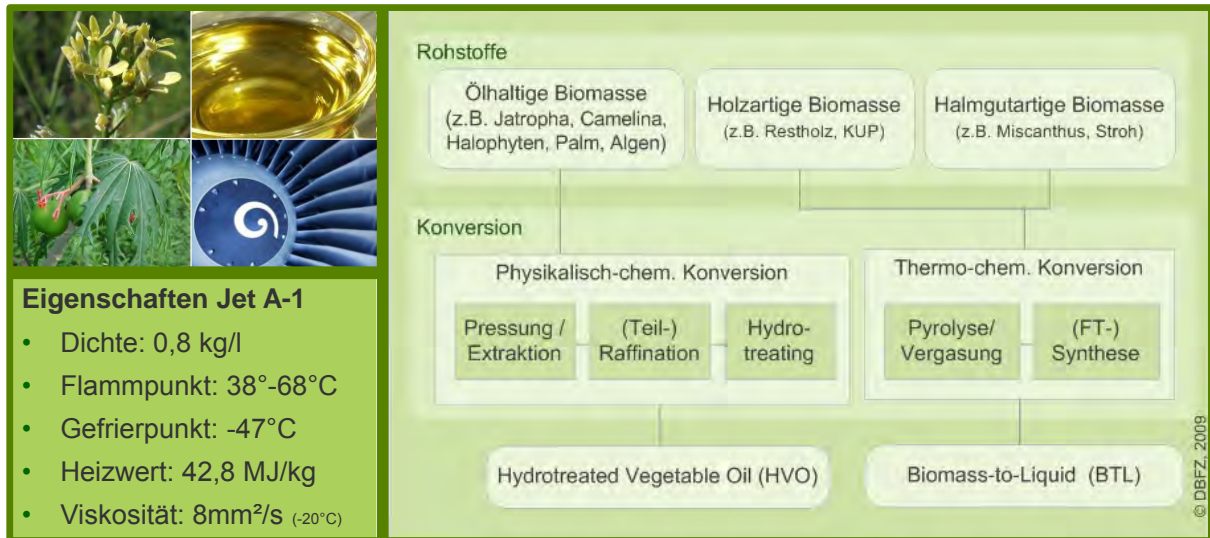 Eigenschaften Jet A-1
• Dichte: 0,8 kg/l
• Flammpunkt: 38°-68°C
• Gefrierpunkt: -47°C
• Heizwert: 42,8 MJ/kg
• Viskosität: 8mm²/s (-20°C)
Rohstoffe
Ölhaltige Biomasse
(z.B. Jatropha, Camelina,
Halophyten, Palm, Algen)
Holzartige Biomasse
(z.B. Restholz, KUP)
Halmgutartige Biomasse
(z.B. Miscanthus, Stroh)
Konversion
Physikalisch-chem. Konversion
Pressung /
Extraktion
(Teil-)
Raffination
Hydro-
treating
Thermo-chem. Konversion
Pyrolyse/
Vergasung
(FT-)
Synthese
Hydrotreated Vegetable Oil (HVO)
Biomass-to-Liquid (BTL)
© DBFZ, 2009